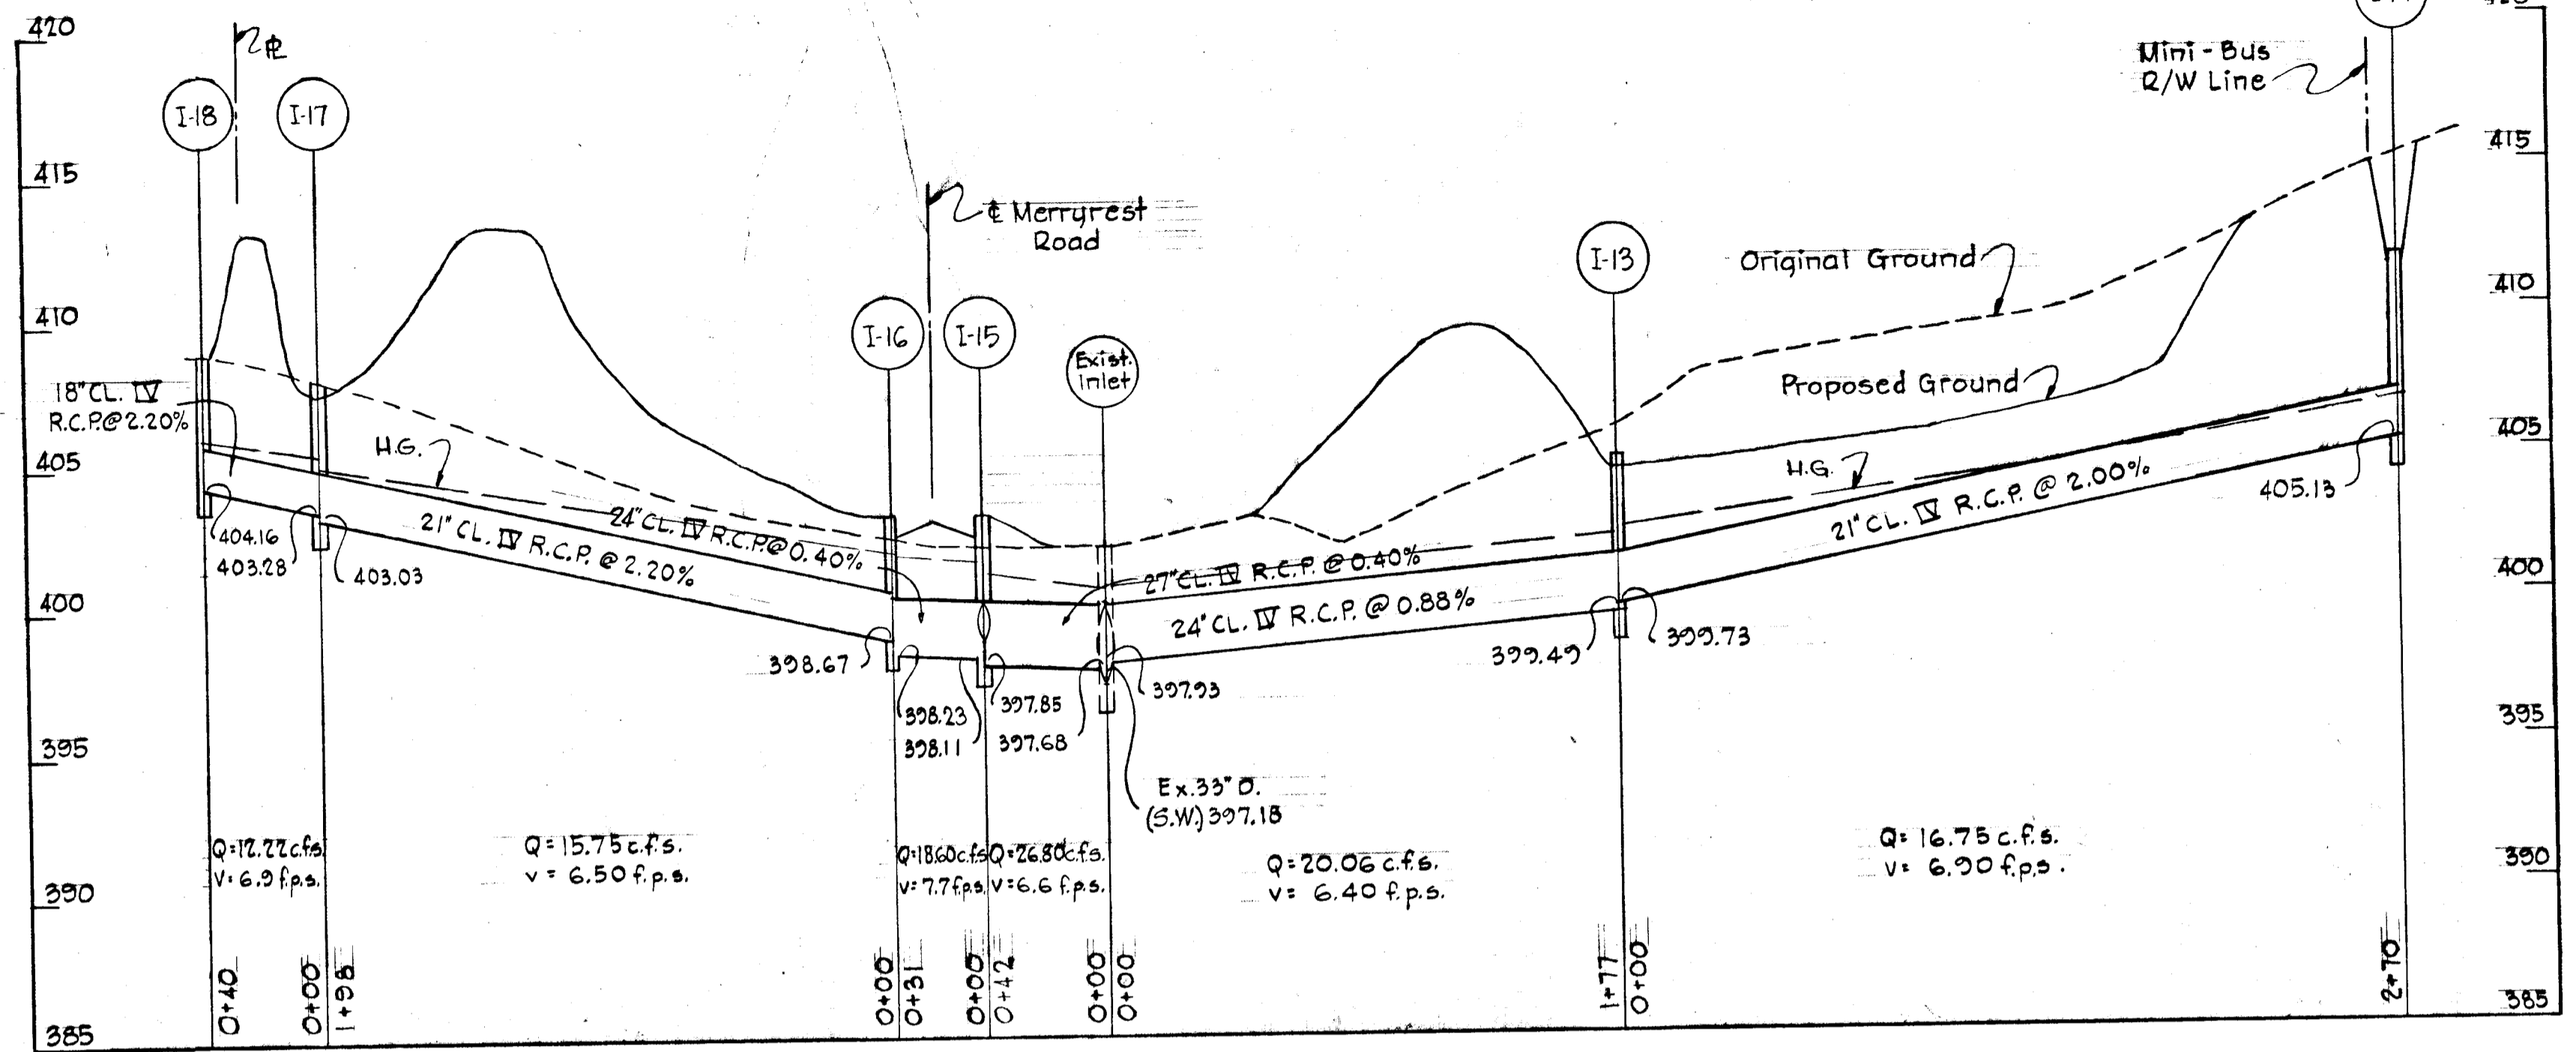 420
415
410
405
400
395
390
385
℄ Merryrest
Road
Mini-Bus
R/W Line
I-18
I-17
I-16
I-15
Exist.
Inlet
I-13
415
410
405
400
395
390
385
Original Ground
Proposed Ground
H.G.
H.G.
18" CL. IV
R.C.P.@ 2.20%
21" CL. IV R.C.P. @ 2.20%
24" CL. IV R.C.P.@ 0.40%
27" CL. IV R.C.P. @ 0.40%
24" CL. IV R.C.P. @ 0.88%
21" CL. IV R.C.P. @ 2.00%
404.16
403.28
403.03
398.67
398.23
398.11
397.85
397.68
397.93
399.49
399.73
405.13
Ex.33" D.
(S.W.) 397.18
Q=12.22 c.f.s.
V=6.9 f.p.s.
Q=15.75 c.f.s.
v= 6.50 f.p.s.
Q=18.60 c.f.s.
V=7.7 f.p.s.
Q=26.80 c.f.s.
V=6.6 f.p.s.
Q=20.06 c.f.s.
V= 6.40 f.p.s.
Q= 16.75 c.f.s.
V= 6.90 f.p.s.
0+40
0+00
1+98
0+00
0+31
0+00
0+42
0+00
0+00
1+77
0+00
2+70